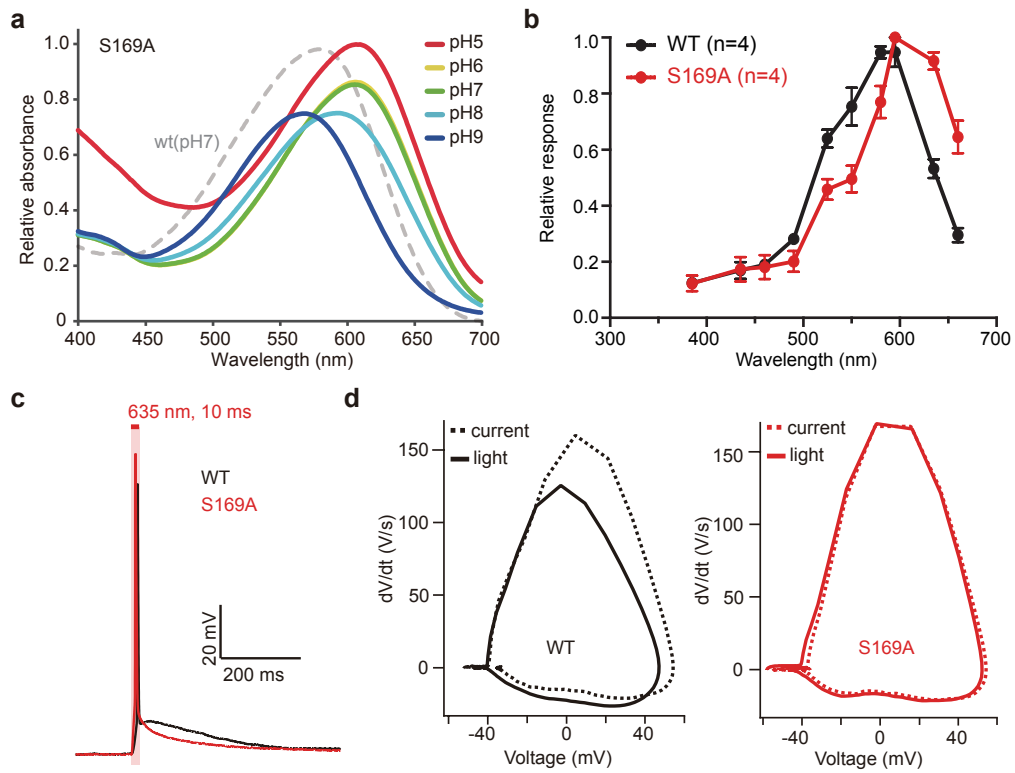 a
S169A
wt(pH7)
pH5
pH6
pH7
pH8
pH9
Relative absorbance
1.0
0.8
0.6
0.4
0.2
0
400 450 500 550 600 650 700
Wavelength (nm)
b
WT (n=4)
S169A (n=4)
Relative response
1.0
0.8
0.6
0.4
0.2
0.0
300 400 500 600 700
Wavelength (nm)
c
635 nm, 10 ms
WT
S169A
20 mV
200 ms
d
current
light
dV/dt (V/s)
150
100
50
0
WT
-40 0 40
Voltage (mV)
current
light
dV/dt (V/s)
150
100
50
0
S169A
-40 0 40
Voltage (mV)